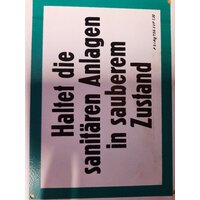 Haltet die
sanitären Anlagen
in sauberem
Zustand